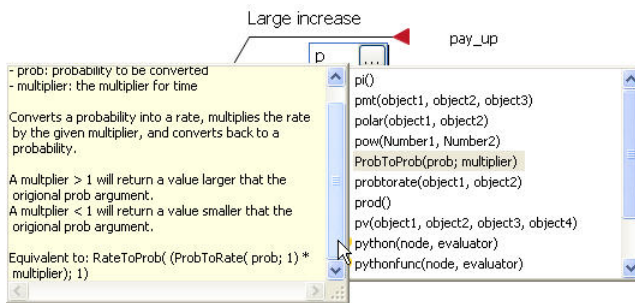 Large increase
pay_up
p
...
- prob: probability to be converted
- multiplier: the multiplier for time
Converts a probability into a rate, multiplies the rate
by the given multiplier, and converts back to a
probability.
A multplier > 1 will return a value larger that the
origional prob argument.
A multplier < 1 will return a value smaller that the
origional prob argument.
Equivalent to: RateToProb( (ProbToRate( prob; 1) *
multiplier); 1)
pi()
pmt(object1, object2, object3)
polar(object1, object2)
pow(Number1, Number2)
ProbToProb(prob; multiplier)
probtorate(object1, object2)
prod()
pv(object1, object2, object3, object4)
python(node, evaluator)
pythonfunc(node, evaluator)